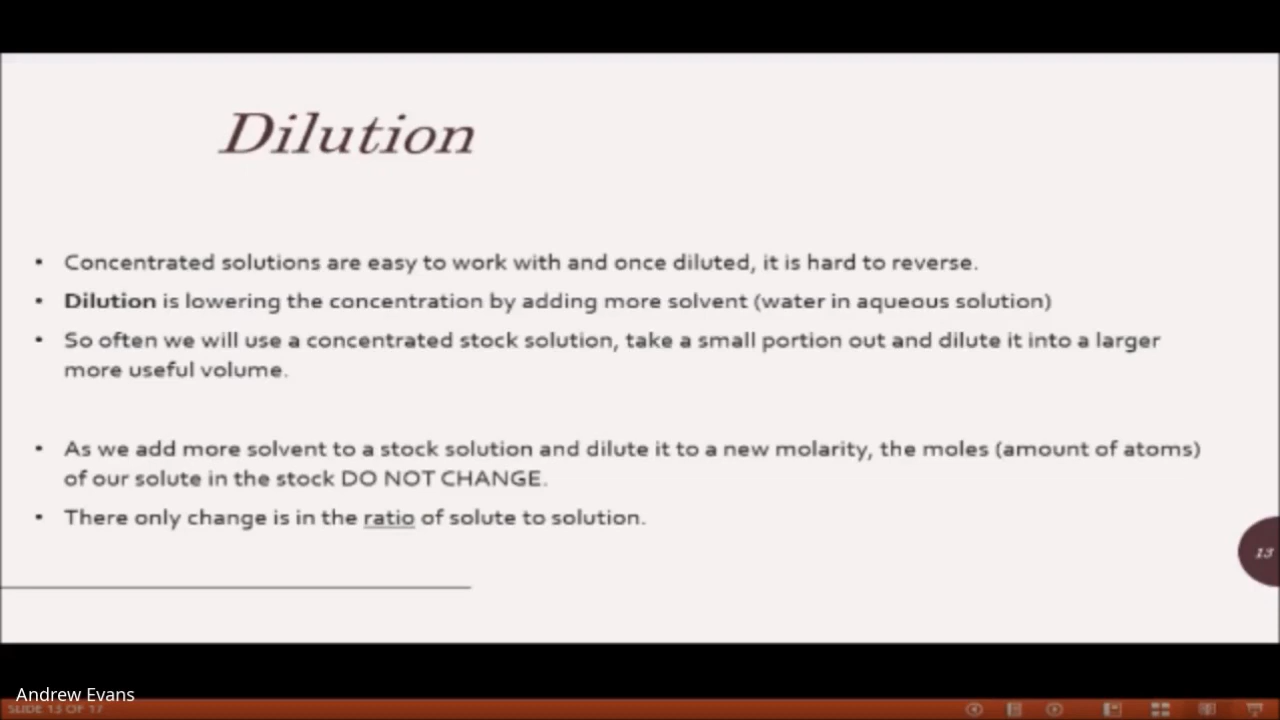 Dilution
• Concentrated solutions are easy to work with and once diluted, it is hard to reverse.
• Dilution is lowering the concentration by adding more solvent (water in aqueous solution)
• So often we will use a concentrated stock solution, take a small portion out and dilute it into a larger
more useful volume.
• As we add more solvent to a stock solution and dilute it to a new molarity, the moles (amount of atoms)
of our solute in the stock DO NOT CHANGE.
• There only change is in the ratio of solute to solution.
13
Andrew Evans
SLIDE 13 OF 17